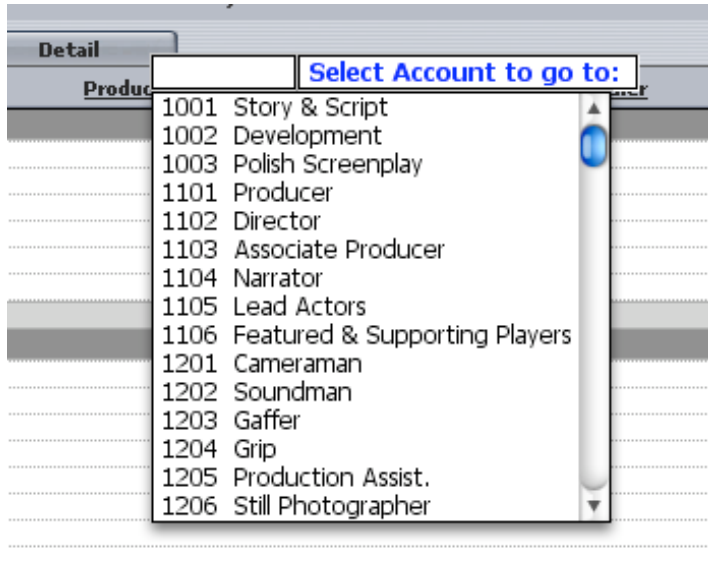 Detail
Select Account to go to:
1001 Story & Script
1002 Development
1003 Polish Screenplay
1101 Producer
1102 Director
1103 Associate Producer
1104 Narrator
1105 Lead Actors
1106 Featured & Supporting Players
1201 Cameraman
1202 Soundman
1203 Gaffer
1204 Grip
1205 Production Assist.
1206 Still Photographer